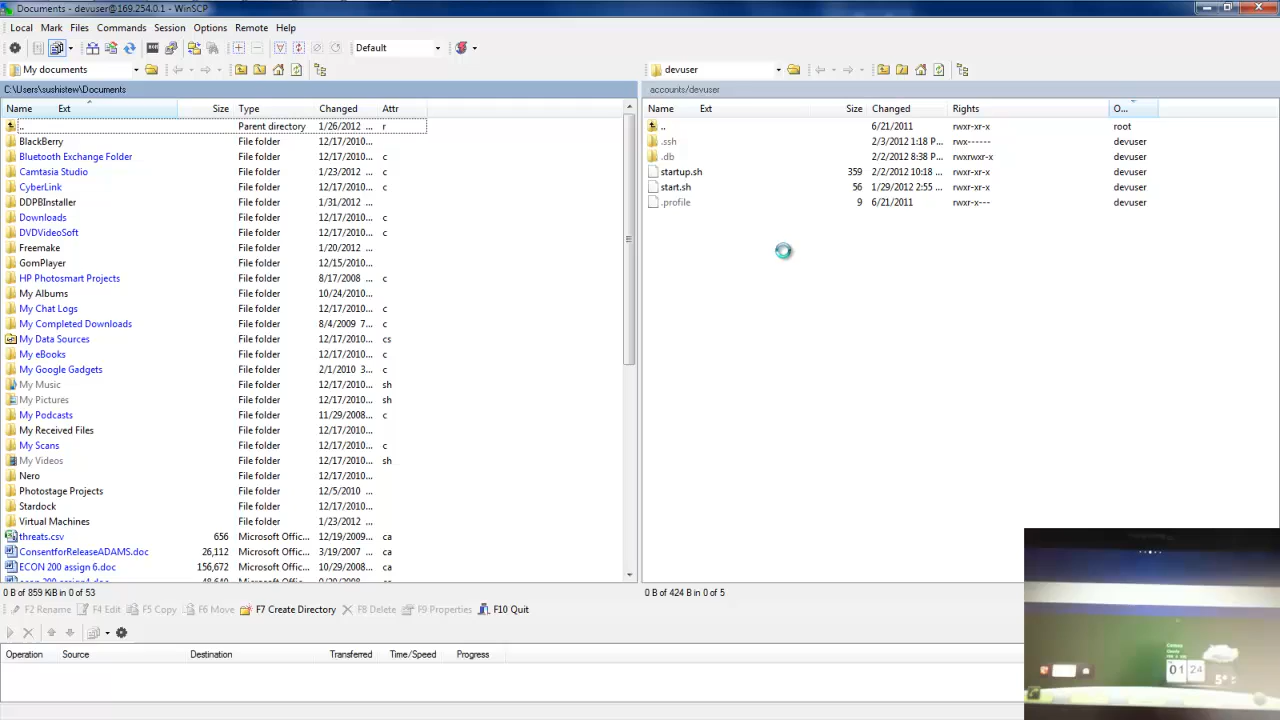 Documents - devuser@169.254.0.1 - WinSCP
Local Mark Files Commands Session Options Remote Help
Default
My documents
devuser
C:\Users\sushistew\Documents
accounts/devuser
Name Ext Size Type Changed Attr
Name Ext Size Changed Rights O...
.. Parent directory 1/26/2012 ... r
BlackBerry File folder 12/17/2010...
Bluetooth Exchange Folder File folder 12/17/2010... c
Camtasia Studio File folder 1/23/2012 ... c
CyberLink File folder 12/17/2010... c
DDPBInstaller File folder 1/31/2012 ...
Downloads File folder 12/17/2010... c
DVDVideoSoft File folder 12/17/2010... c
Freemake File folder 1/20/2012 ...
GomPlayer File folder 12/15/2010...
HP Photosmart Projects File folder 8/17/2008 ... c
My Albums File folder 10/24/2010...
My Chat Logs File folder 12/17/2010... c
My Completed Downloads File folder 8/4/2009 7... c
My Data Sources File folder 12/17/2010... cs
My eBooks File folder 12/17/2010... c
My Google Gadgets File folder 2/1/2010 3... c
My Music File folder 12/17/2010... sh
My Pictures File folder 12/17/2010... sh
My Podcasts File folder 11/29/2008... c
My Received Files File folder 12/17/2010...
My Scans File folder 12/17/2010... c
My Videos File folder 12/17/2010... sh
Nero File folder 12/17/2010...
Photostage Projects File folder 12/5/2010 ...
Stardock File folder 12/17/2010...
Virtual Machines File folder 1/23/2012 ...
threats.csv 656 Microsoft Offic... 12/19/2009... ca
ConsentforReleaseADAMS.doc 26,112 Microsoft Offic... 3/19/2007 ... ca
ECON 200 assign 6.doc 156,672 Microsoft Offic... 10/29/2008... ca
.. 6/21/2011 rwxr-xr-x root
.ssh 2/3/2012 1:18 P... rwx------ devuser
.db 2/2/2012 8:38 P... rwxrwxr-x devuser
startup.sh 359 2/2/2012 10:18 ... rwxr-xr-x devuser
start.sh 56 1/29/2012 2:55 ... rwxr-xr-x devuser
.profile 9 6/21/2011 rwxr-x--- devuser
0 B of 859 KiB in 0 of 53
0 B of 424 B in 0 of 5
F2 Rename F4 Edit F5 Copy F6 Move F7 Create Directory F8 Delete F9 Properties F10 Quit
Operation Source Destination Transferred Time/Speed Progress
01 24
5°